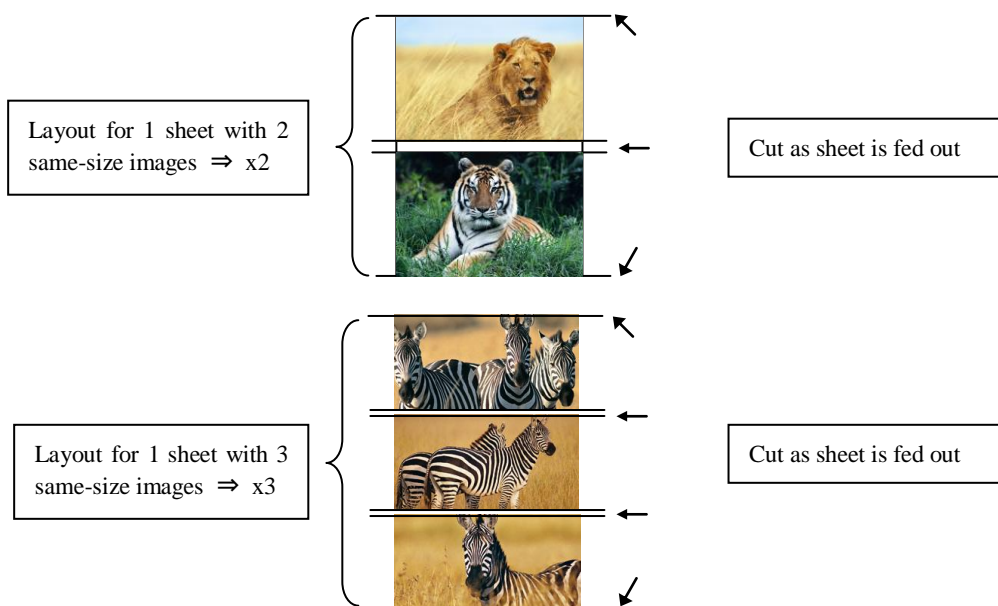 Layout for 1 sheet with 2
same-size images ⇒ x2
Cut as sheet is fed out
Layout for 1 sheet with 3
same-size images ⇒ x3
Cut as sheet is fed out